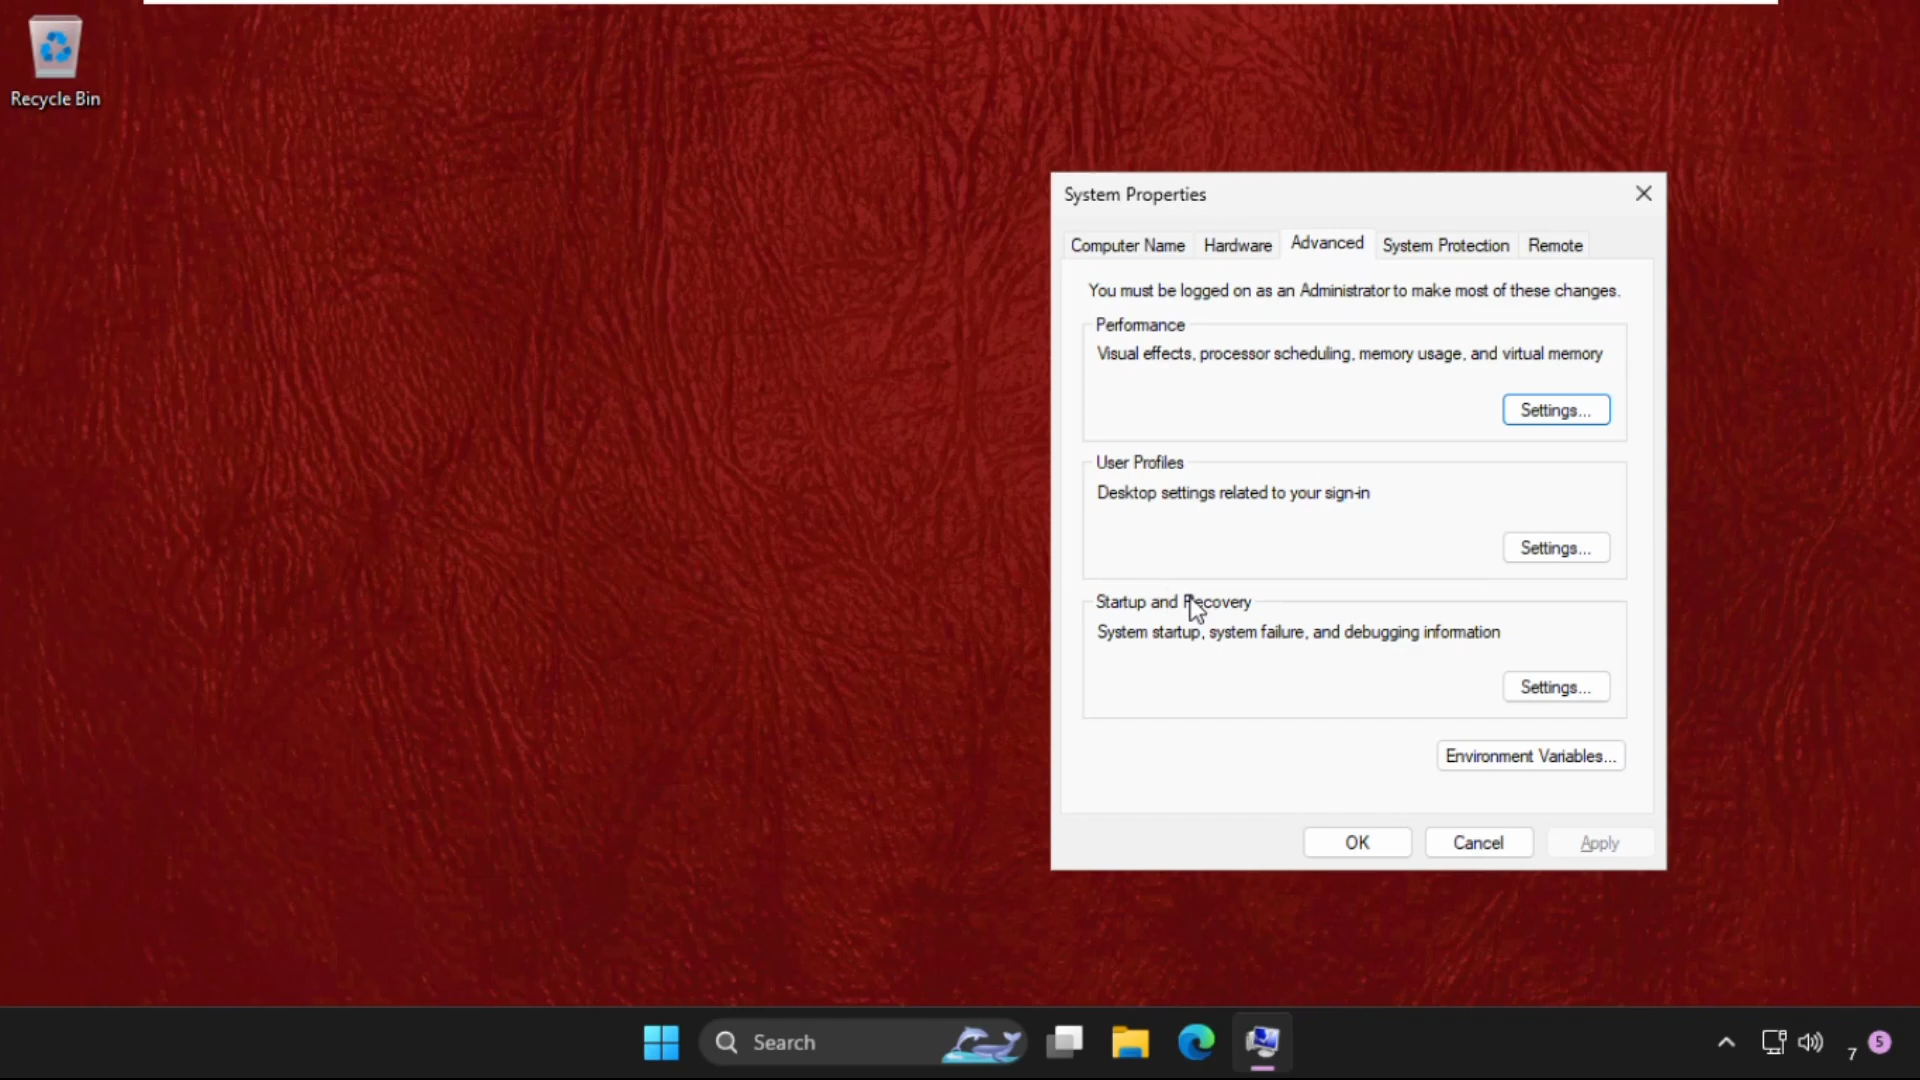 Recycle Bin
System Properties
Computer Name Hardware Advanced System Protection Remote
You must be logged on as an Administrator to make most of these changes.
Performance
Visual effects, processor scheduling, memory usage, and virtual memory
Settings...
User Profiles
Desktop settings related to your sign-in
Settings...
Startup and Recovery
System startup, system failure, and debugging information
Settings...
Environment Variables...
OK Cancel Apply
Search
7 5